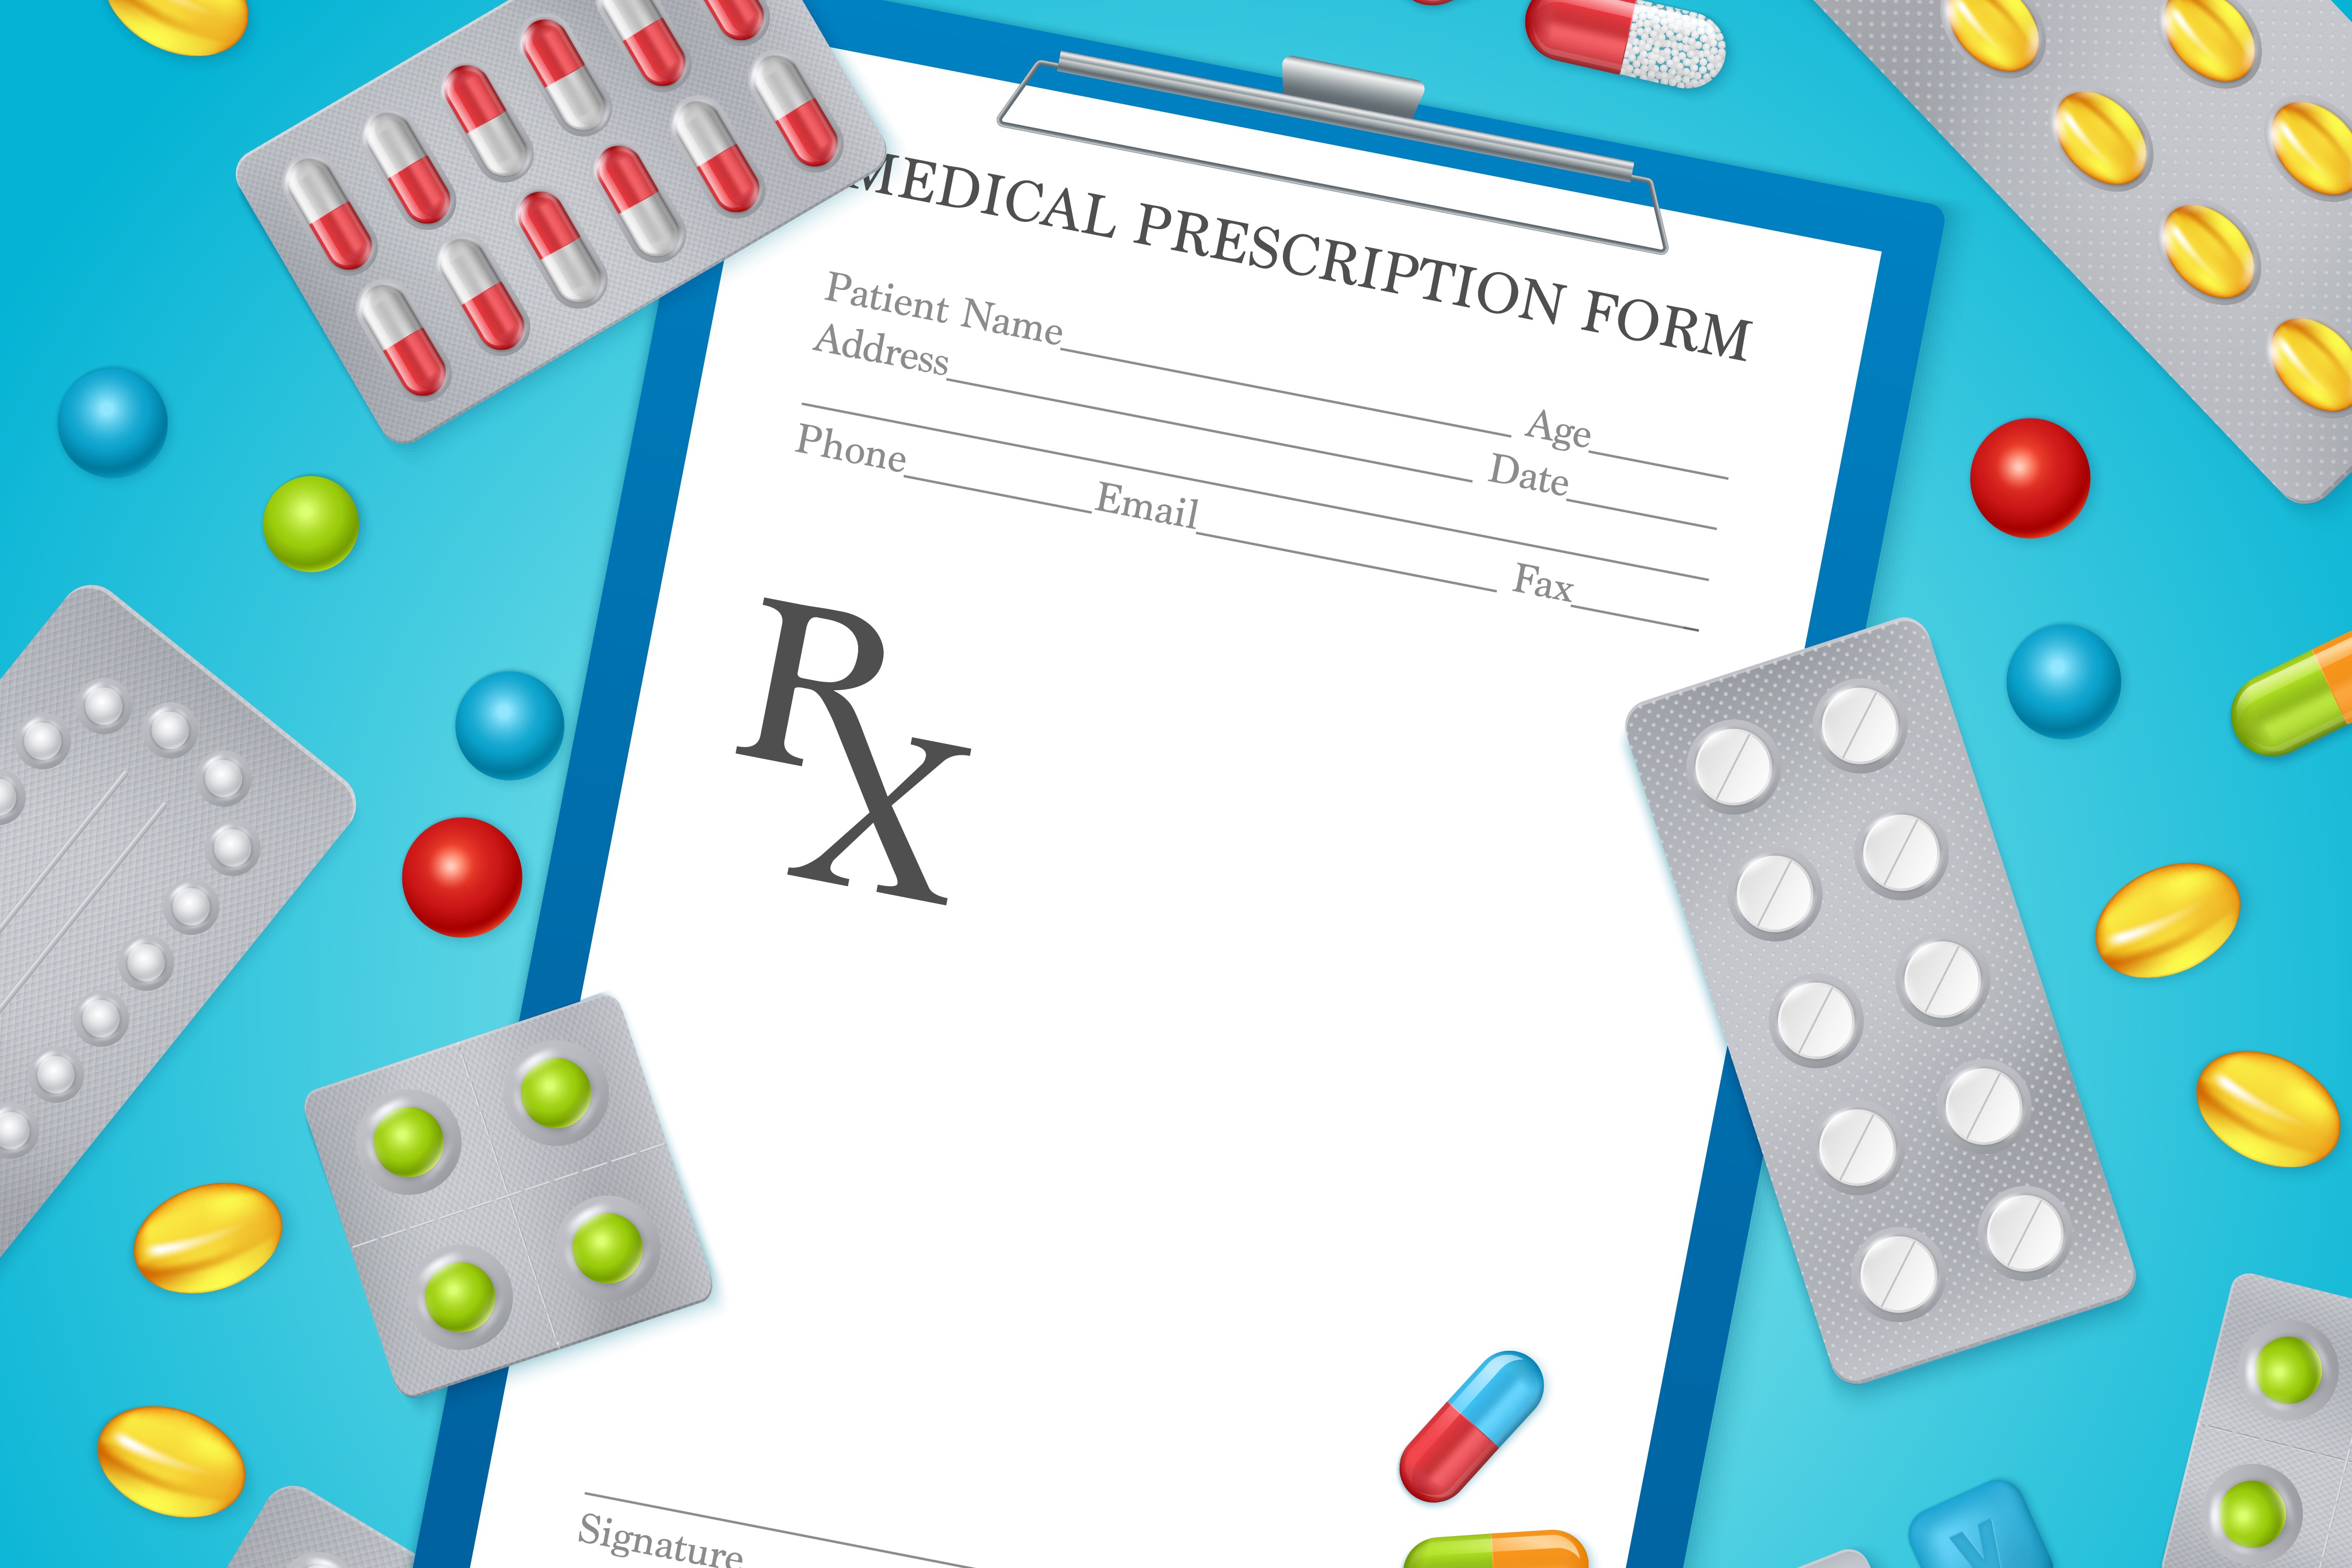 MEDICAL PRESCRIPTION FORM
Patient Name Age
Address Date
Phone Email Fax
Rx
Signature
V